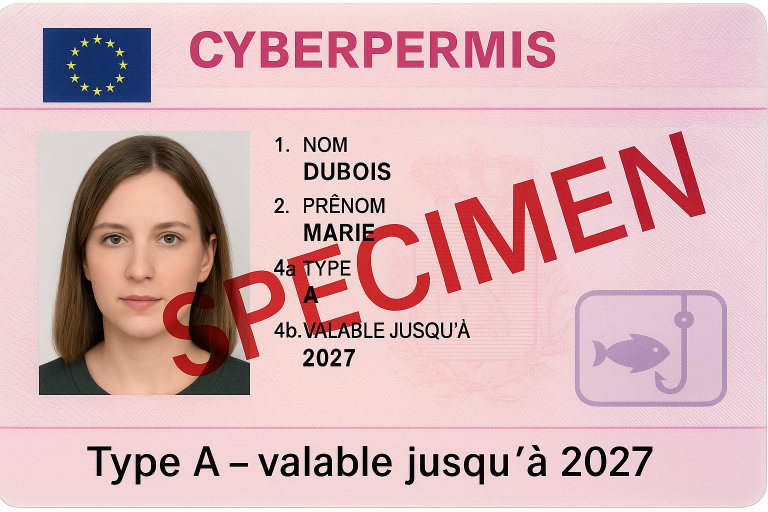 CYBERPERMIS
1. NOM
DUBOIS
2. PRÊNOM
MARIE
4a TYPE
A
4b. VALABLE JUSQU'À
2027
SPECIMEN
Type A – valable jusqu'à 2027